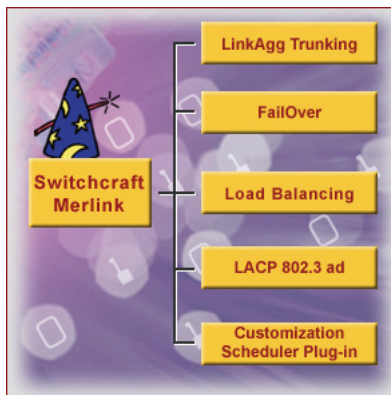 LinkAgg Trunking
FailOver
Switchcraft
Merlink
Load Balancing
LACP 802.3 ad
Customization
Scheduler Plug-in